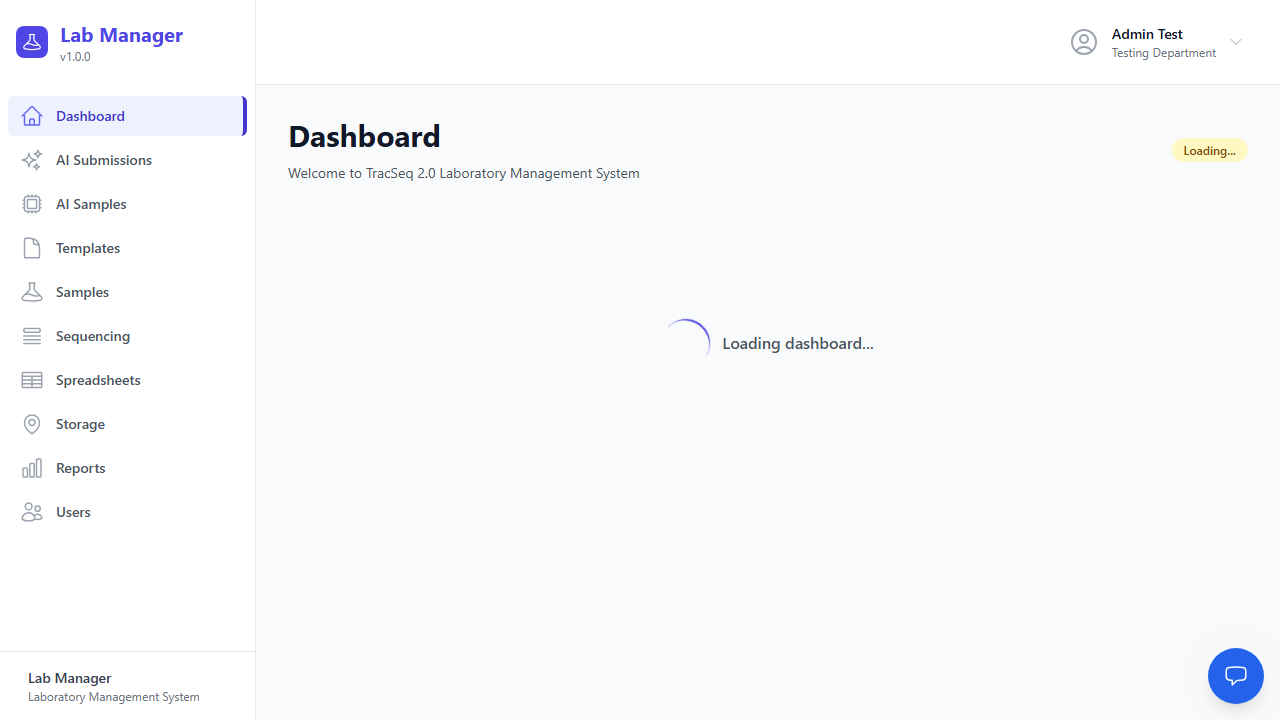 Lab Manager
v1.0.0
Admin Test
Testing Department
Dashboard
AI Submissions
AI Samples
Templates
Samples
Sequencing
Spreadsheets
Storage
Reports
Users
Lab Manager
Laboratory Management System
Dashboard
Welcome to TracSeq 2.0 Laboratory Management System
Loading...
Loading dashboard...